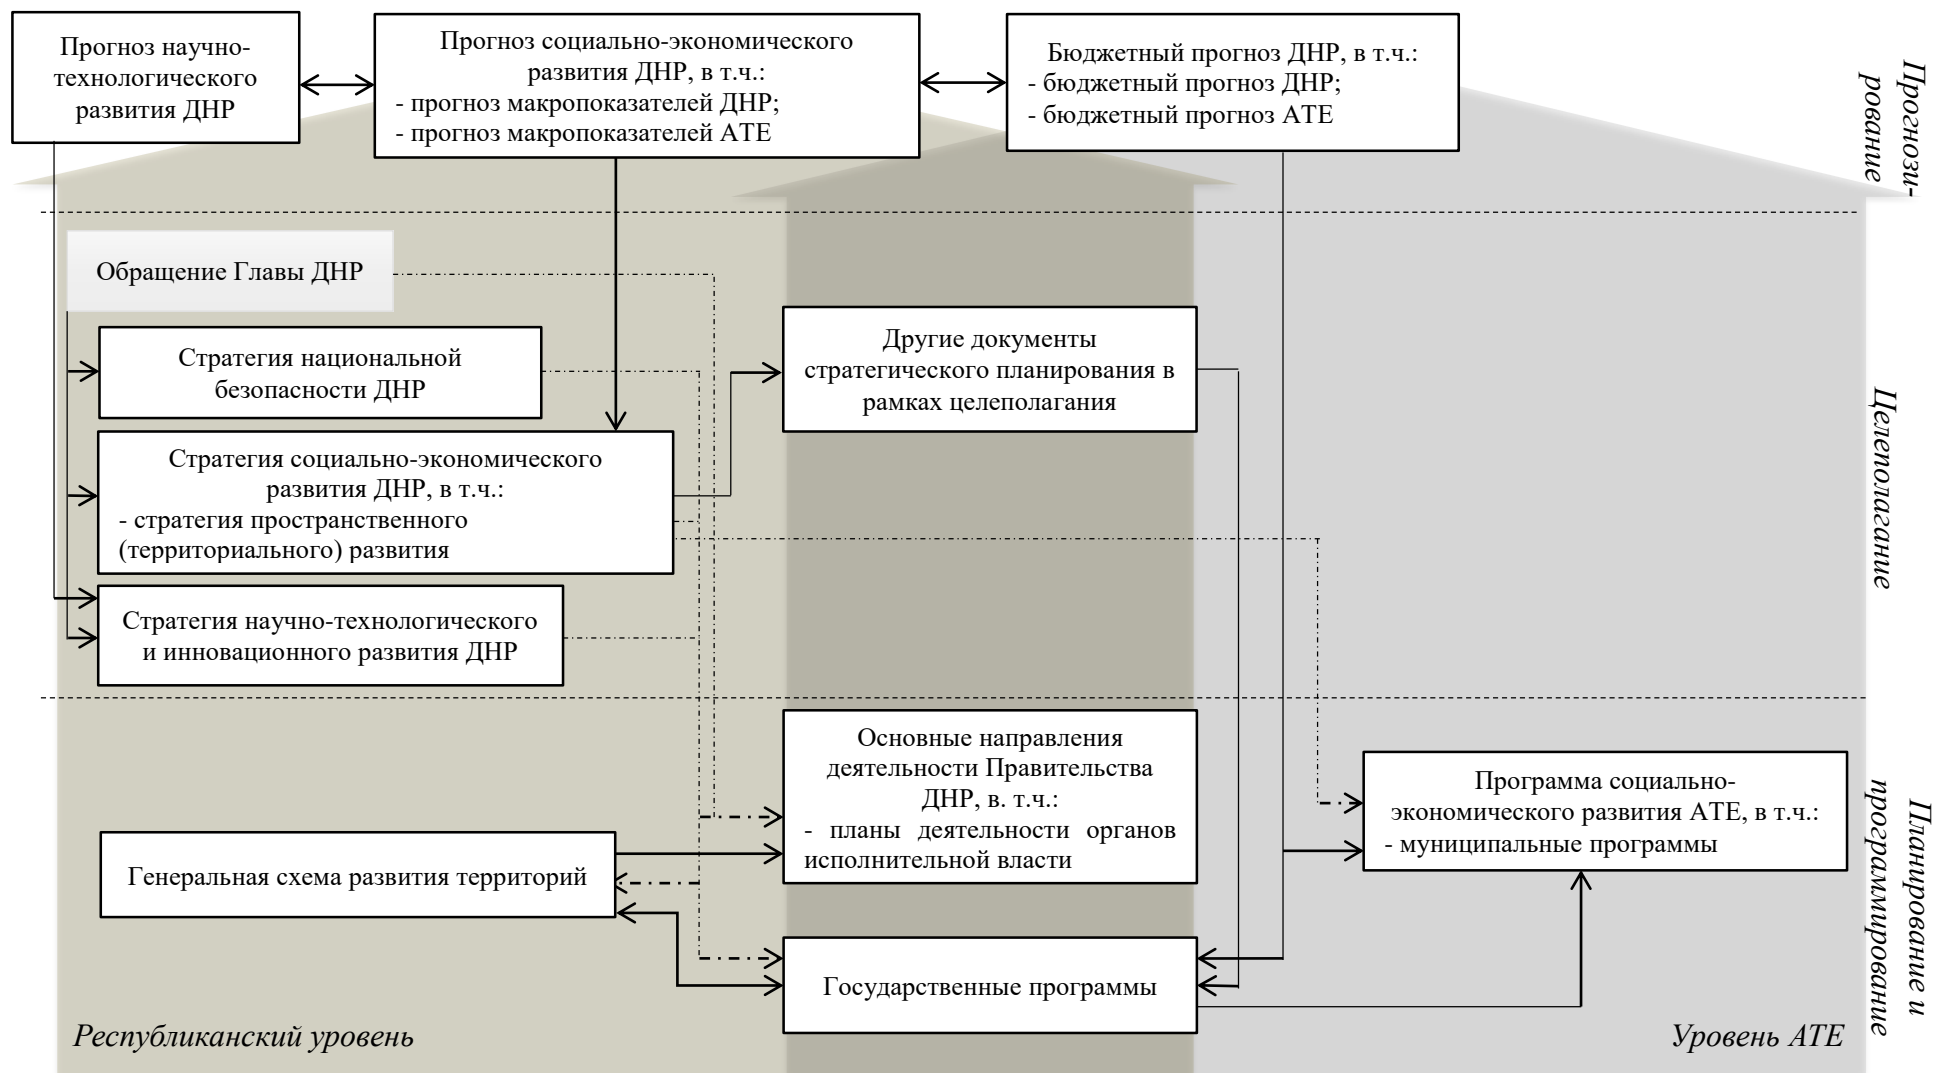 Прогноз научно-
технологического
развития ДНР
Прогноз социально-экономического
развития ДНР, в т.ч.:
- прогноз макропоказателей ДНР;
- прогноз макропоказателей АТЕ
Бюджетный прогноз ДНР, в т.ч.:
- бюджетный прогноз ДНР;
- бюджетный прогноз АТЕ
Прогнози-
рование
Обращение Главы ДНР
Стратегия национальной
безопасности ДНР
Стратегия социально-экономического
развития ДНР, в т.ч.:
- стратегия пространственного
(территориального) развития
Стратегия научно-технологического
и инновационного развития ДНР
Другие документы
стратегического планирования в
рамках целеполагания
Целеполагание
Основные направления
деятельности Правительства
ДНР, в. т.ч.:
- планы деятельности органов
исполнительной власти
Генеральная схема развития территорий
Государственные программы
Программа социально-
экономического развития АТЕ, в т.ч.:
- муниципальные программы
Планирование и
программирование
Республиканский уровень
Уровень АТЕ